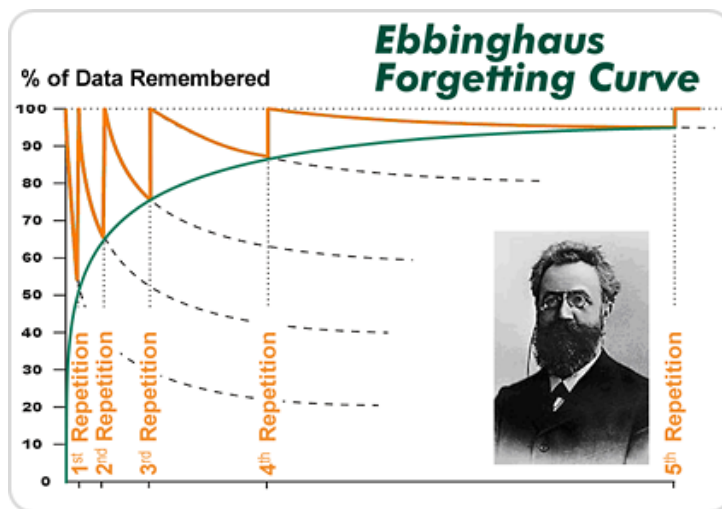 Ebbinghaus
Forgetting Curve
% of Data Remembered
100
90
80
70
60
50
40
30
20
10
0
1st Repetition
2nd Repetition
3rd Repetition
4th Repetition
5th Repetition